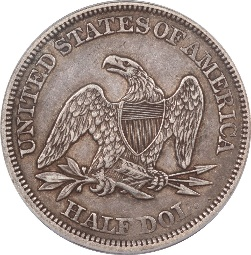 UNITED STATES OF AMERICA
HALF DOL.